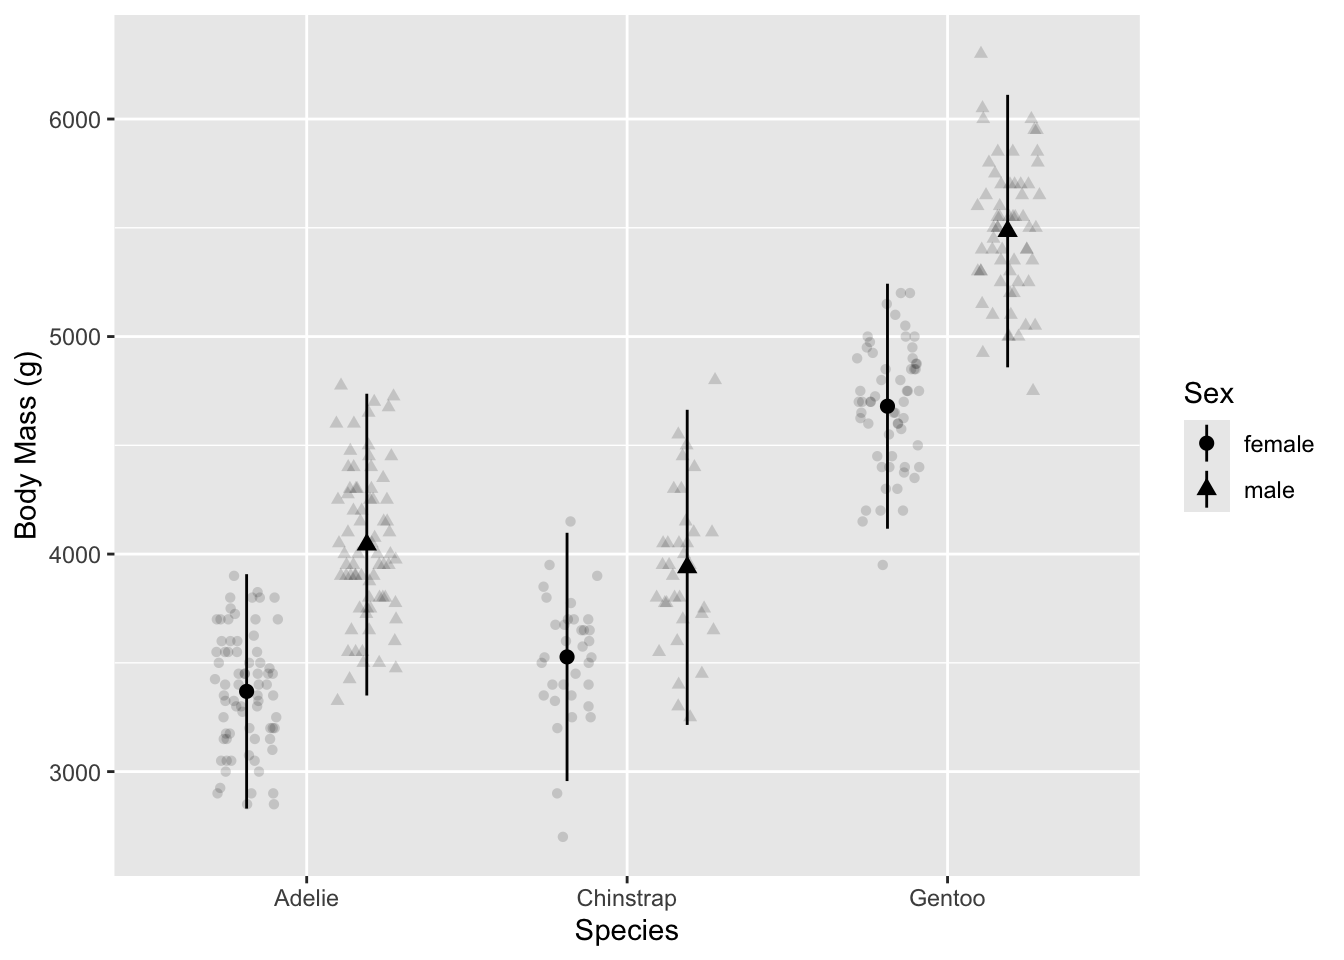 Body Mass (g)
6000
5000
4000
3000
Adelie
Chinstrap
Gentoo
Species
Sex
female
male